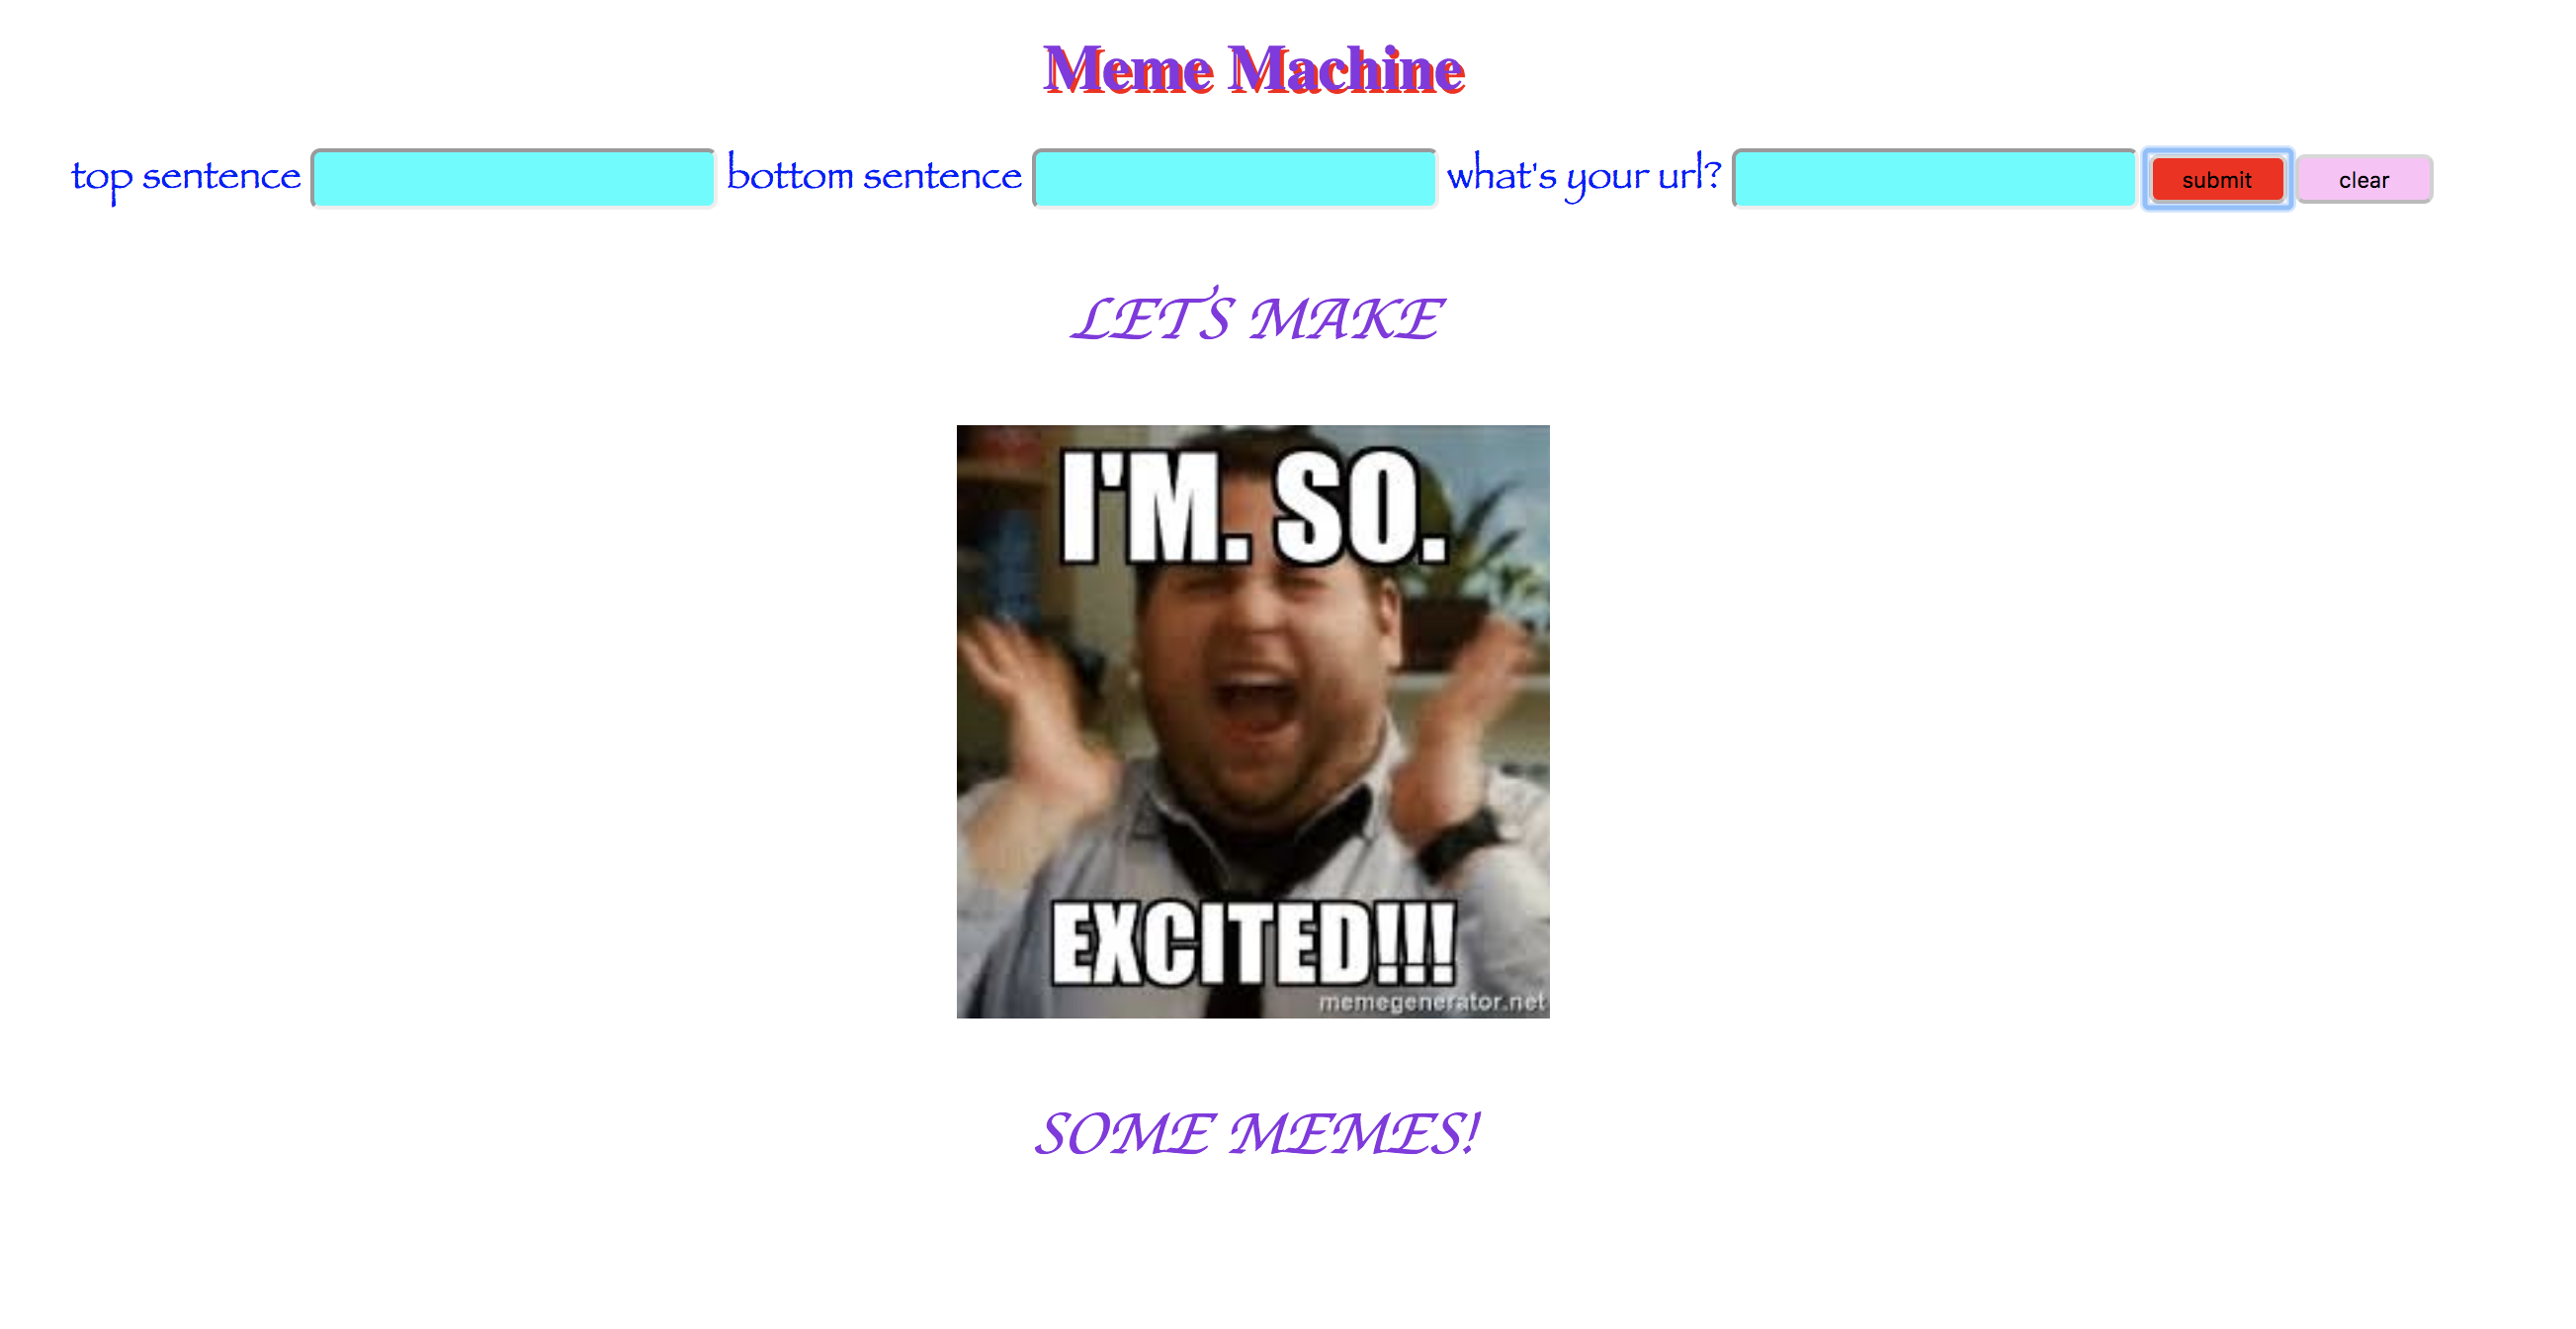 Meme Machine
top sentence bottom sentence what's your url? submit clear
LET'S MAKE
I'M. SO.
EXCITED!!!
memegenerator.net
SOME MEMES!